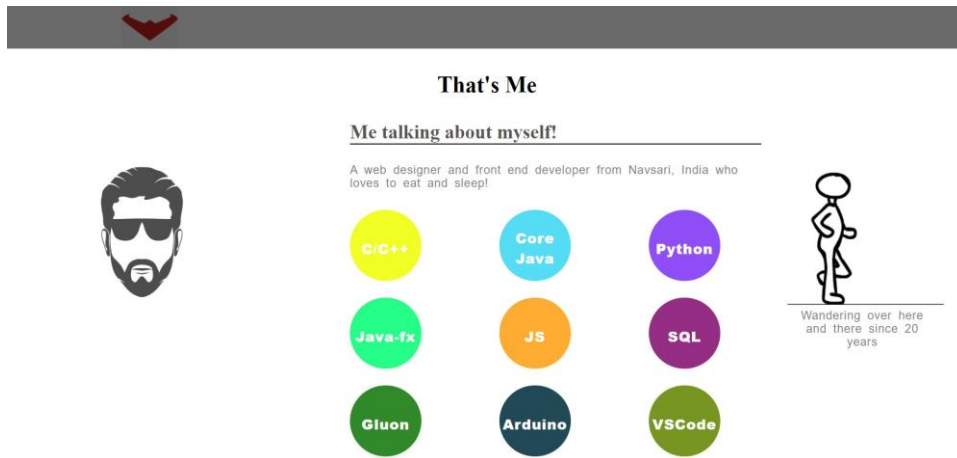 That's Me
Me talking about myself!
A web designer and front end developer from Navsari, India who
loves to eat and sleep!
C/C++
Core
Java
Python
Java-fx
JS
SQL
Gluon
Arduino
VSCode
Wandering over here
and there since 20
years